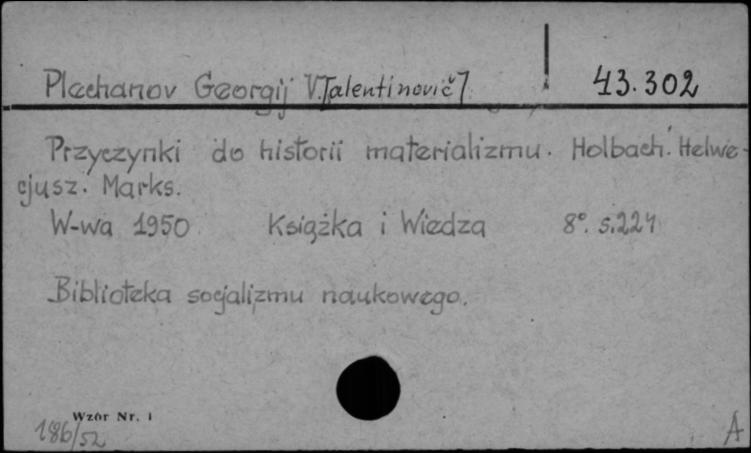 Plechanov Georgij V.[alentinovič] 43.302
Przyczynki do historii materializmu. Holbach. Helwe-
cjusz. Marks.
W-wa 1950 Książka i Wiedza 8°. s.224
Biblioteka socjalizmu naukowego.
Wzór Nr. 1
186/52 A